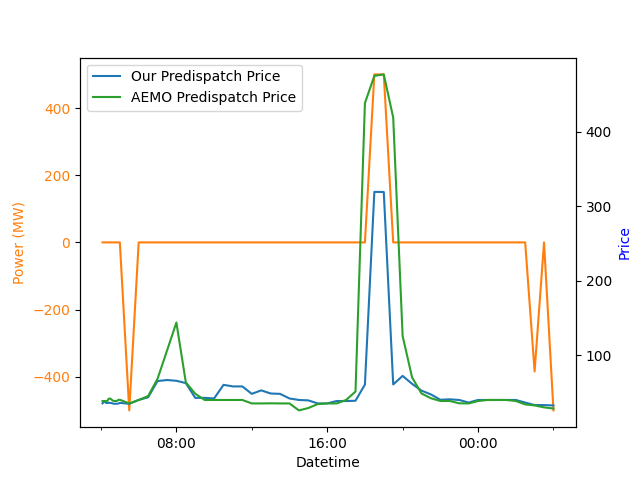 Our Predispatch Price
AEMO Predispatch Price
400
200
0
−200
−400
Power (MW)
400
300
200
100
Price
08:00
16:00
00:00
Datetime